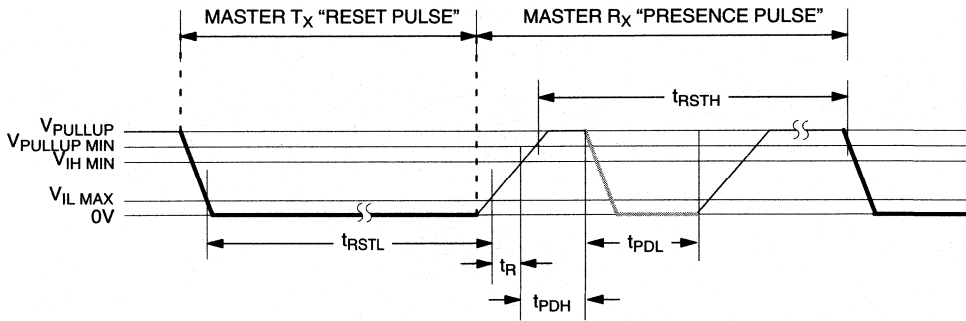 MASTER TX “RESET PULSE” MASTER RX “PRESENCE PULSE”
tRSTH
VPULLUP
VPULLUP MIN
VIH MIN
VIL MAX
0V
tRSTL
tPDL
tR
tPDH